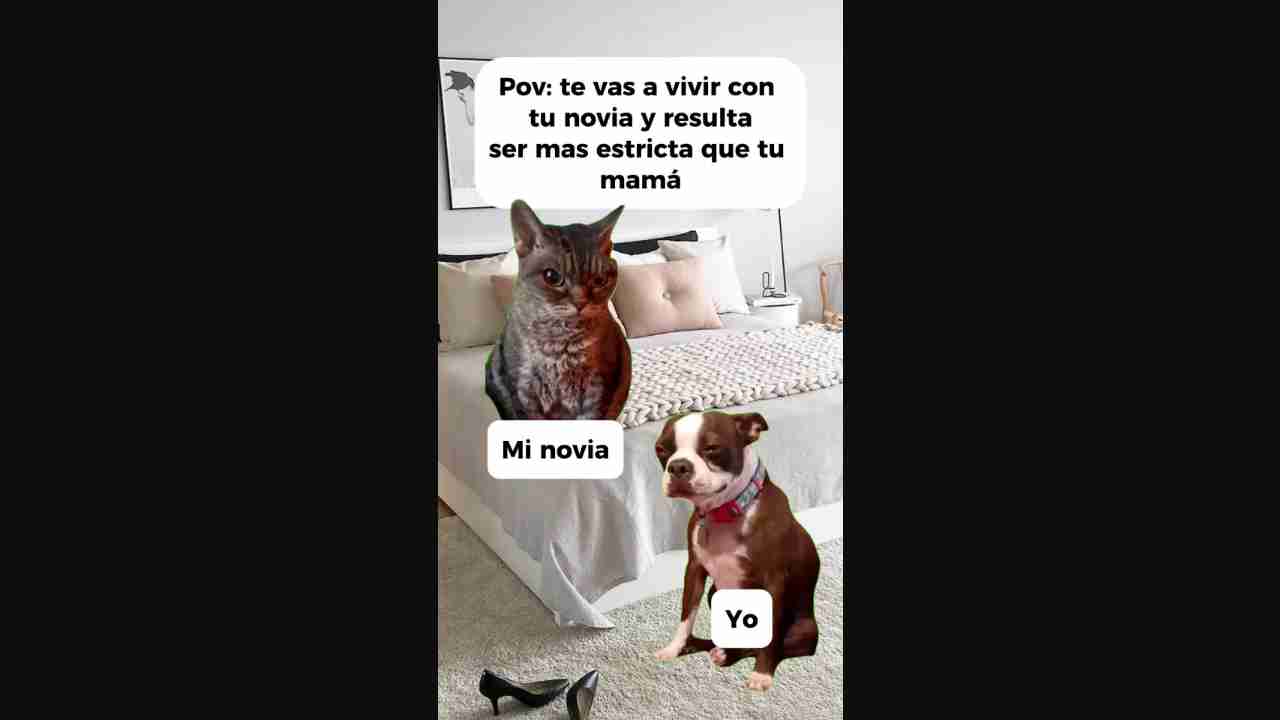 Pov: te vas a vivir con
tu novia y resulta
ser mas estricta que tu
mamá
Mi novia
Yo